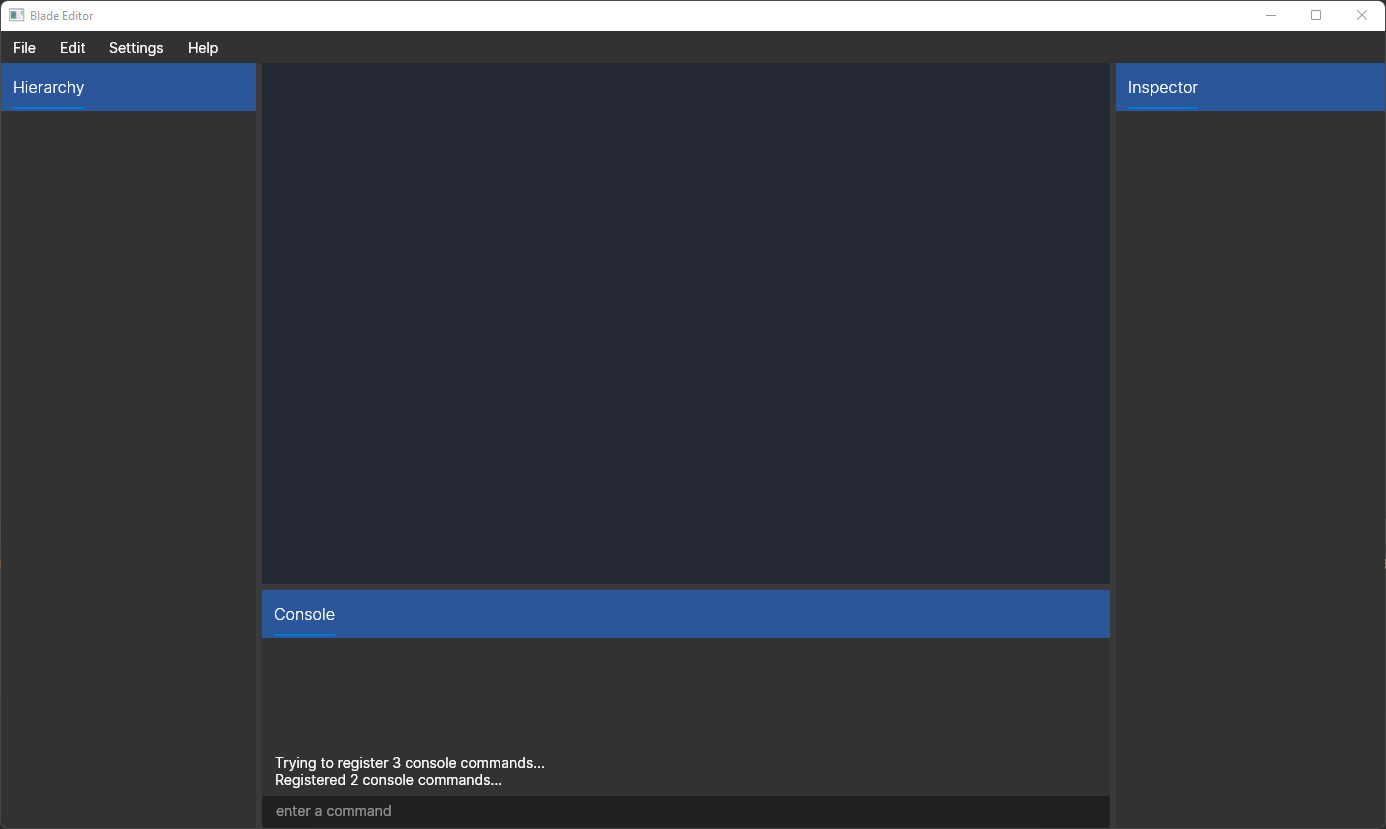 Blade Editor
File Edit Settings Help
Hierarchy
Inspector
Console
Trying to register 3 console commands...
Registered 2 console commands...
enter a command